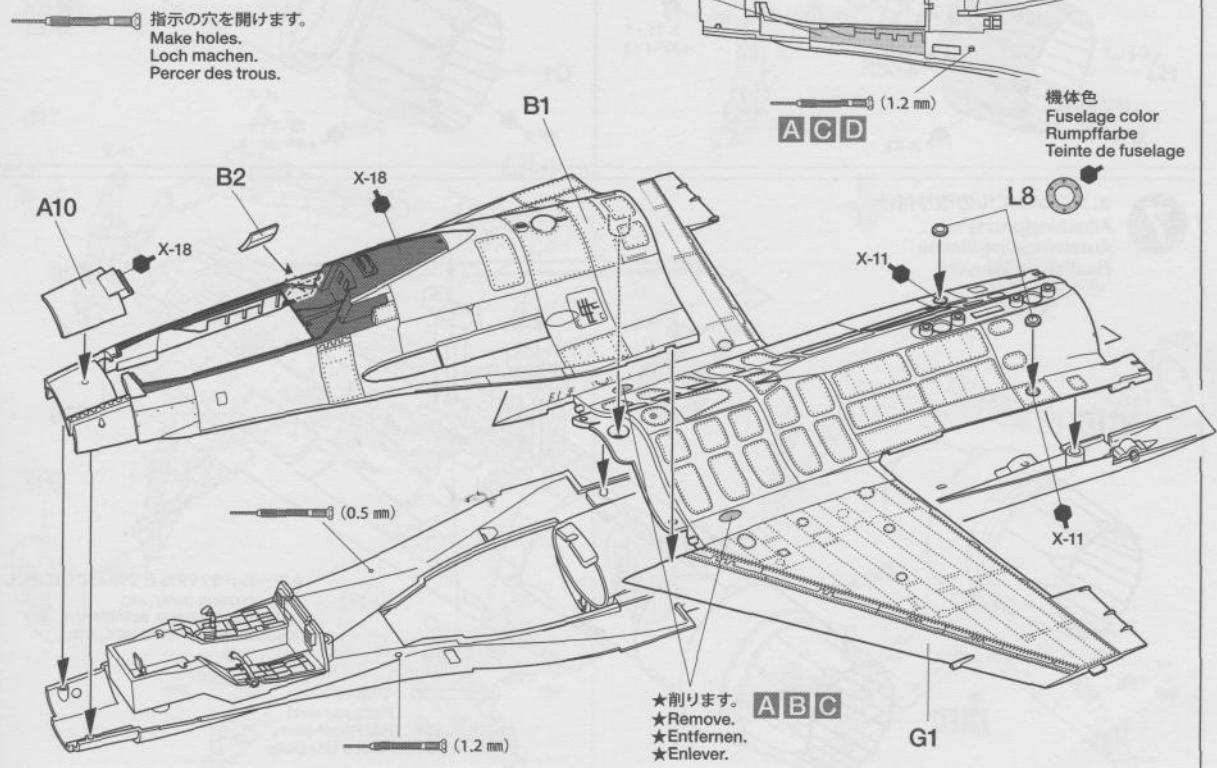 指示の穴を開けます。
Make holes.
Loch machen.
Percer des trous.
(1.2 mm)
A C D
機体色
Fuselage color
Rumpffarbe
Teinte de fuselage
B1
B2
X-18
A10
X-18
L8
X-11
(0.5 mm)
X-11
★削ります。
★Remove.
★Entfernen.
★Enlever.
A B C
G1
(1.2 mm)